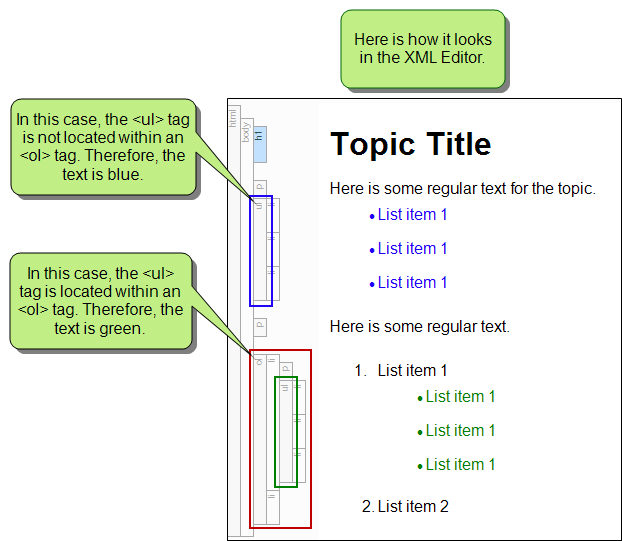 Here is how it looks
in the XML Editor.
In this case, the <ul> tag
is not located within an
<ol> tag. Therefore, the
text is blue.
In this case, the <ul>
tag is located within an
<ol> tag. Therefore, the
text is green.
html
body
h1
p
ul
li
li
li
p
ol
li
p
ul
li
li
li
li
Topic Title
Here is some regular text for the topic.
• List item 1
• List item 1
• List item 1
Here is some regular text.
1. List item 1
• List item 1
• List item 1
• List item 1
2. List item 2